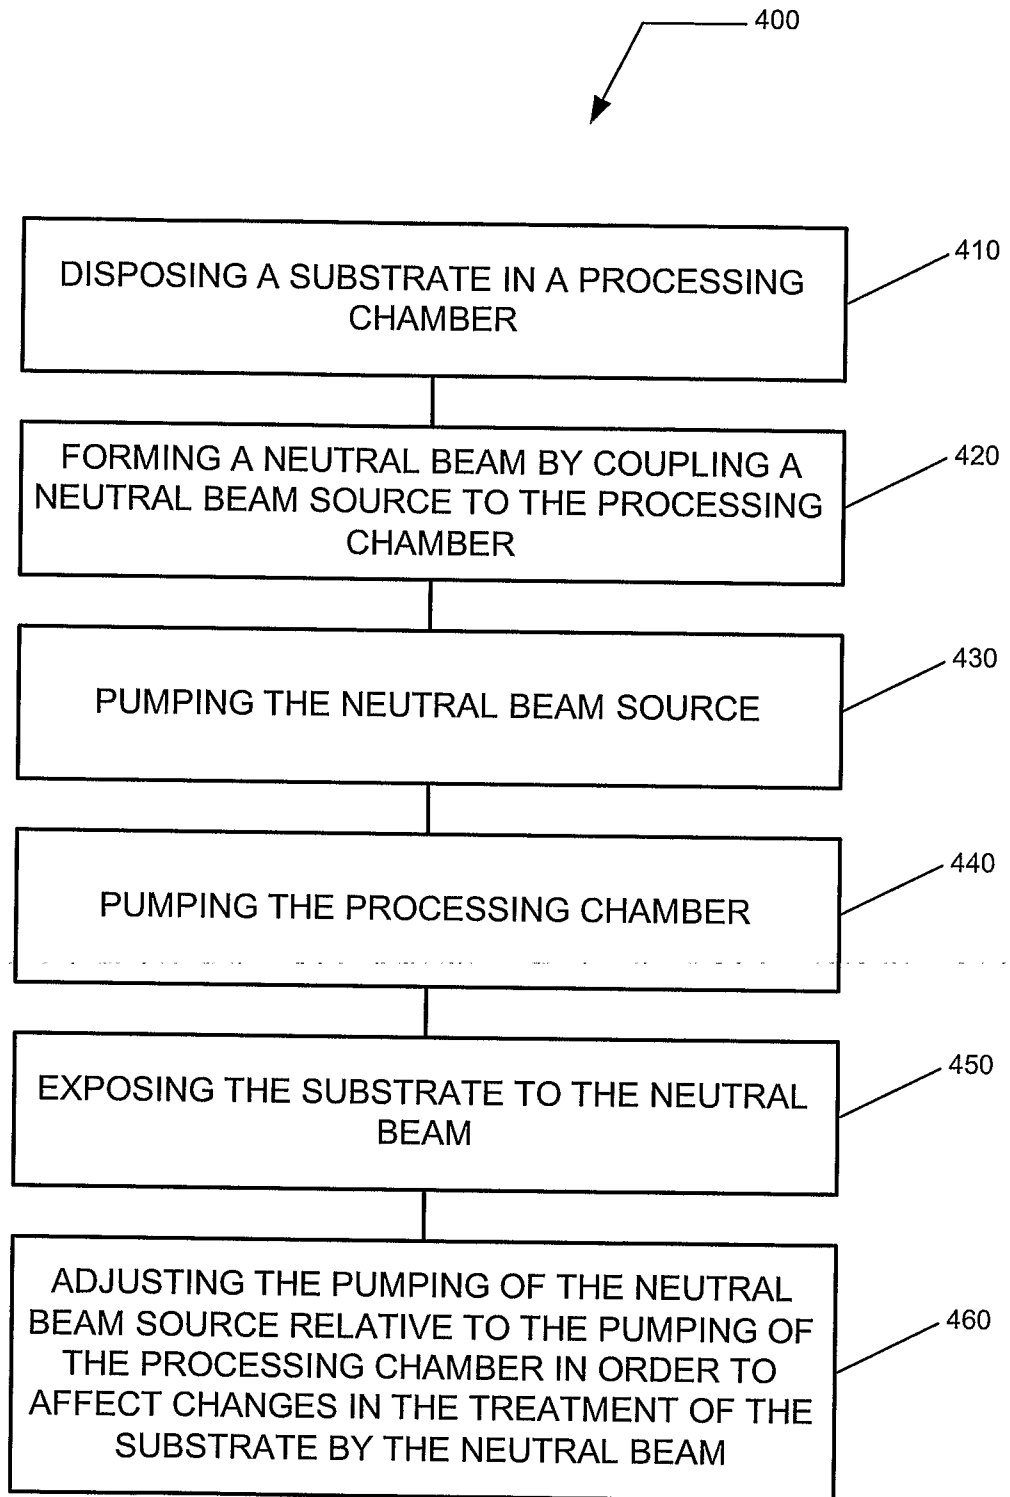 400
DISPOSING A SUBSTRATE IN A PROCESSING
CHAMBER
410
FORMING A NEUTRAL BEAM BY COUPLING A
NEUTRAL BEAM SOURCE TO THE PROCESSING
CHAMBER
420
PUMPING THE NEUTRAL BEAM SOURCE
430
PUMPING THE PROCESSING CHAMBER
440
EXPOSING THE SUBSTRATE TO THE NEUTRAL
BEAM
450
ADJUSTING THE PUMPING OF THE NEUTRAL
BEAM SOURCE RELATIVE TO THE PUMPING OF
THE PROCESSING CHAMBER IN ORDER TO
AFFECT CHANGES IN THE TREATMENT OF THE
SUBSTRATE BY THE NEUTRAL BEAM
460